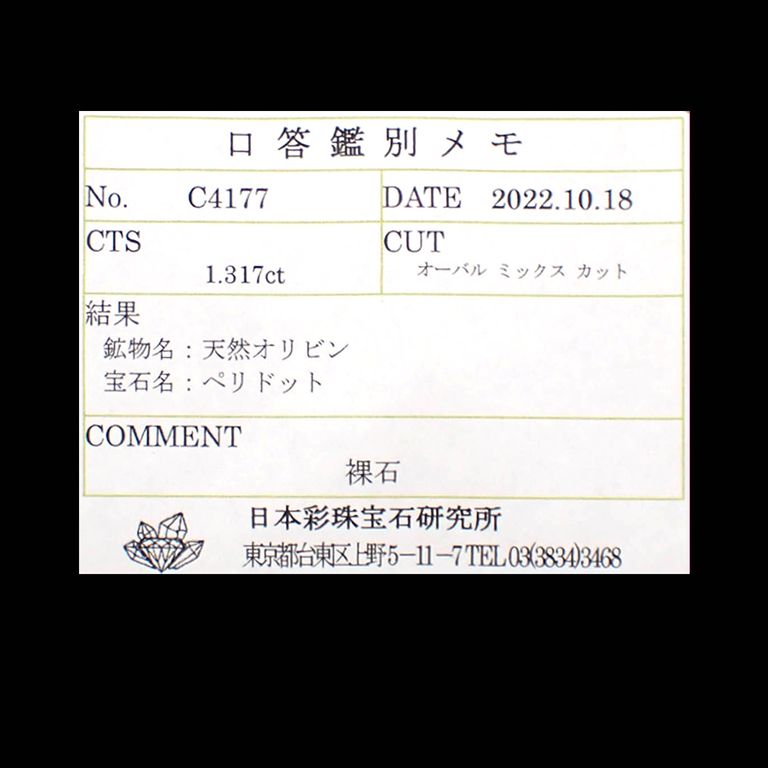 口答鑑別メモ
No. C4177 DATE 2022.10.18
CTS CUT
1.317ct オーバル ミックス カット
結果
鉱物名：天然オリビン
宝石名：ペリドット
COMMENT
裸石
日本彩珠宝石研究所
東京都台東区上野5－11－7 TEL 03(3834)3468